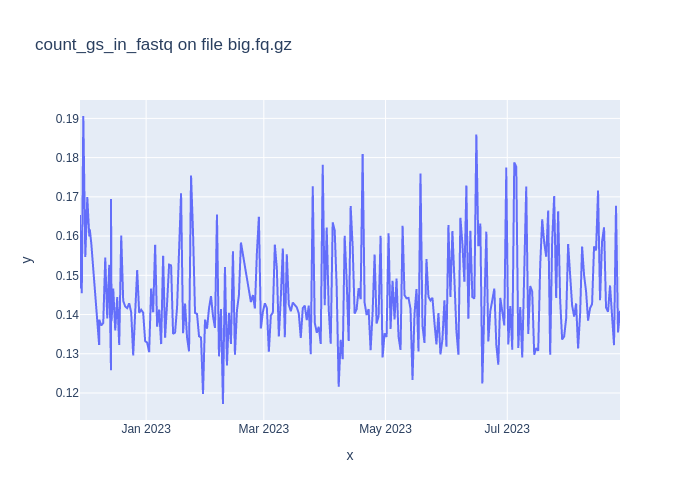 count_gs_in_fastq on file big.fq.gz
0.19
0.18
0.17
0.16
0.15
0.14
0.13
0.12
y
Jan 2023
Mar 2023
May 2023
Jul 2023
x